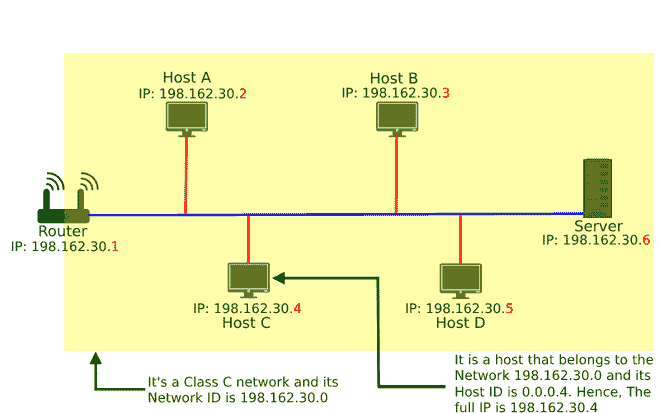 Host A
IP: 198.162.30.2
Host B
IP: 198.162.30.3
Router
IP: 198.162.30.1
Server
IP: 198.162.30.6
IP: 198.162.30.4
Host C
IP: 198.162.30.5
Host D
It's a Class C network and its
Network ID is 198.162.30.0
It is a host that belongs to the
Network 198.162.30.0 and its
Host ID is 0.0.0.4. Hence, The
full IP is 198.162.30.4